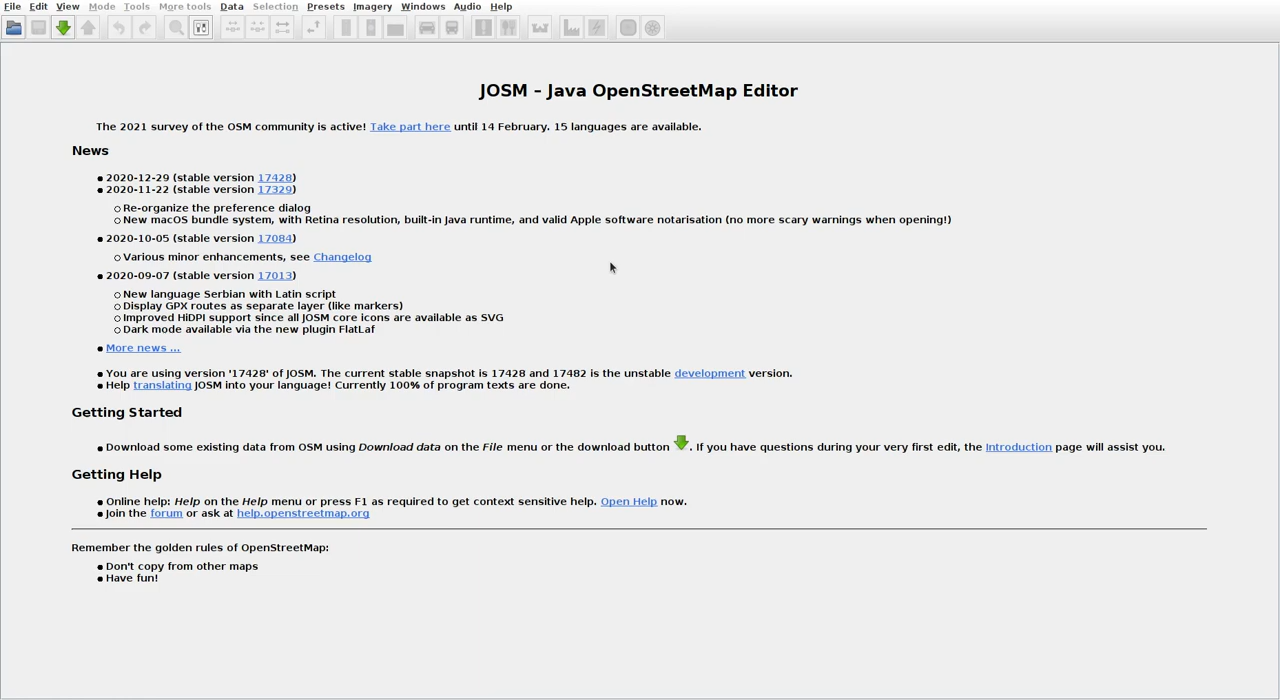 File Edit View Mode Tools More tools Data Selection Presets Imagery Windows Audio Help
JOSM – Java OpenStreetMap Editor
The 2021 survey of the OSM community is active! Take part here until 14 February. 15 languages are available.
News
2020-12-29 (stable version 17428)
2020-11-22 (stable version 17329)
Re-organize the preference dialog
New macOS bundle system, with Retina resolution, built-in Java runtime, and valid Apple software notarisation (no more scary warnings when opening!)
2020-10-05 (stable version 17084)
Various minor enhancements, see Changelog
2020-09-07 (stable version 17013)
New language Serbian with Latin script
Display GPX routes as separate layer (like markers)
Improved HiDPI support since all JOSM core icons are available as SVG
Dark mode available via the new plugin FlatLaf
More news ...
You are using version '17428' of JOSM. The current stable snapshot is 17428 and 17482 is the unstable development version.
Help translating JOSM into your language! Currently 100% of program texts are done.
Getting Started
Download some existing data from OSM using Download data on the File menu or the download button . If you have questions during your very first edit, the Introduction page will assist you.
Getting Help
Online help: Help on the Help menu or press F1 as required to get context sensitive help. Open Help now.
Join the forum or ask at help.openstreetmap.org
Remember the golden rules of OpenStreetMap:
Don't copy from other maps
Have fun!